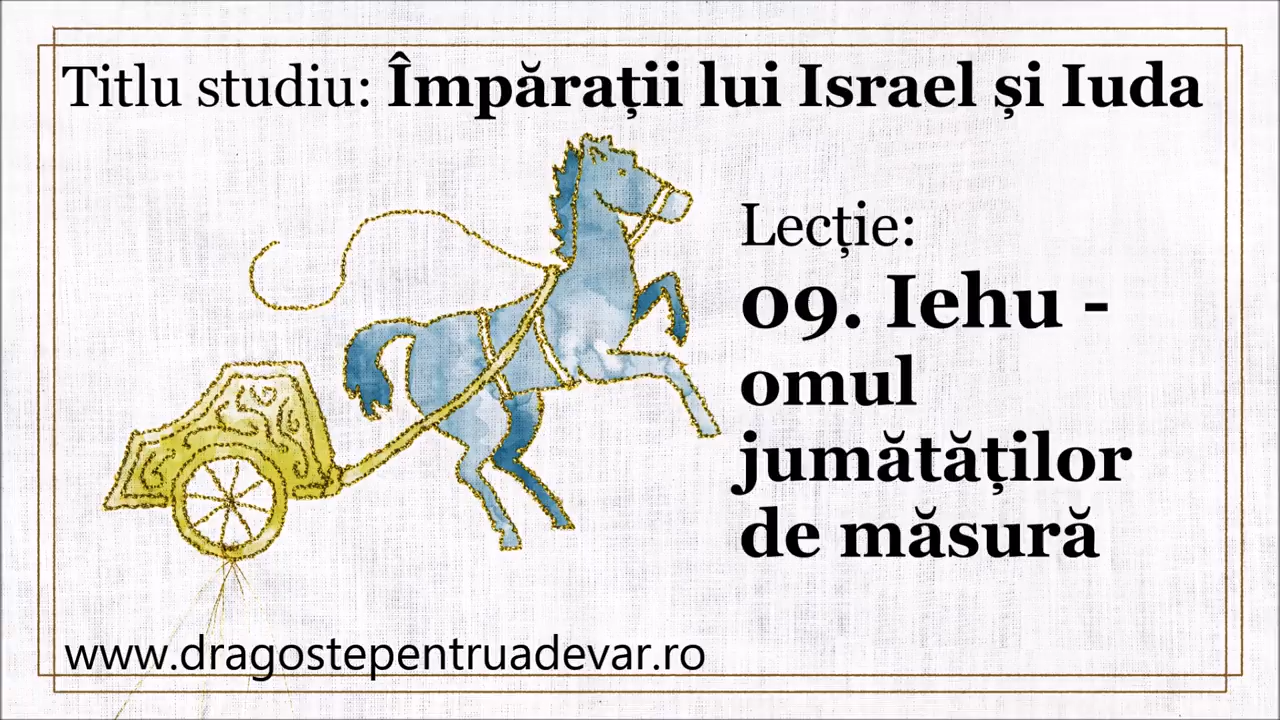 Titlu studiu: Împărații lui Israel și Iuda
Lecție:
09. Iehu -
omul
jumătăților
de măsură
www.dragostepentruadevar.ro